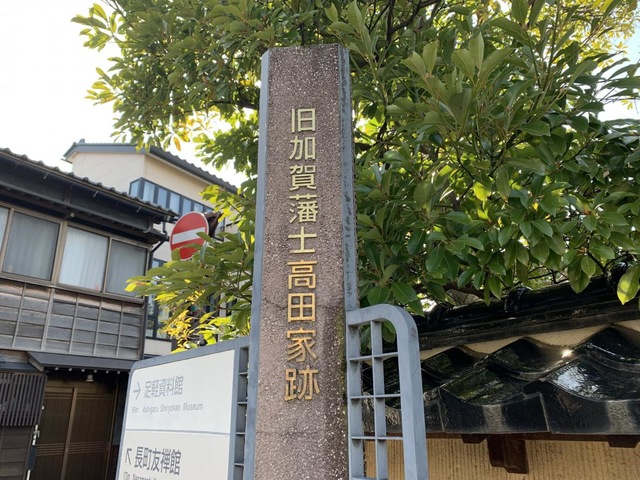 旧加賀藩士高田家跡
→ 足軽資料館
Min Ashigaru Shiryokan Museum
↖ 長町友禅館